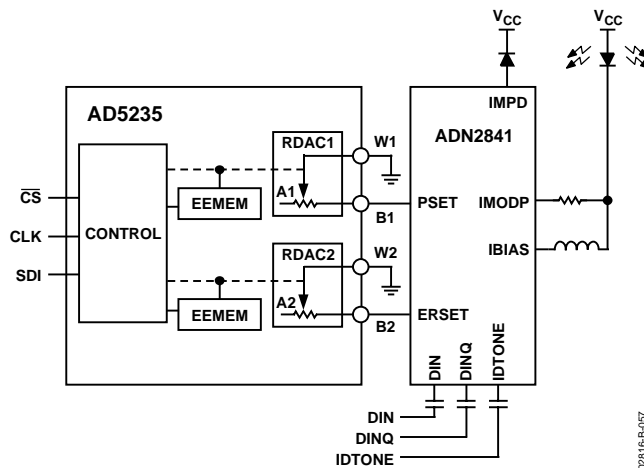 VCC
VCC
AD5235
IMPD
ADN2841
RDAC1
W1
CS
CLK
SDI
CONTROL
EEMEM
A1
B1
PSET
IMODP
RDAC2
W2
IBIAS
EEMEM
A2
B2
ERSET
DIN
DINQ
IDTONE
DIN
DINQ
IDTONE
02816-B-057